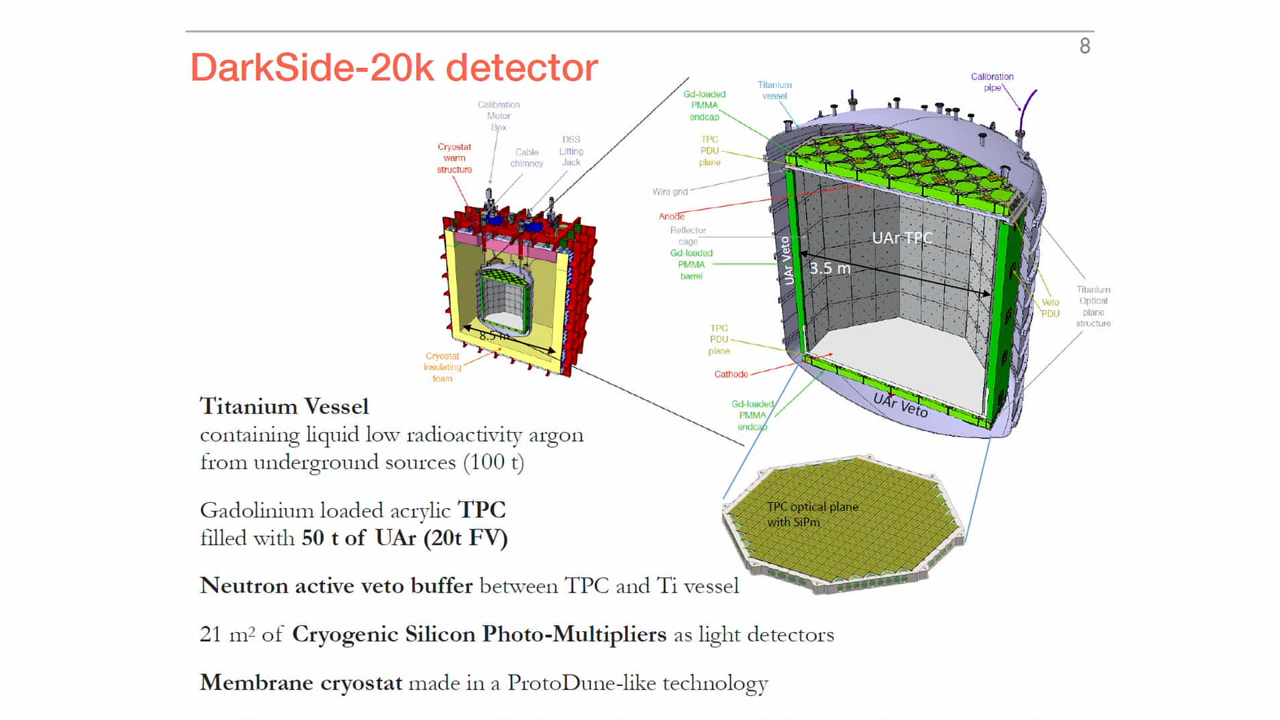 8
DarkSide-20k detector
Calibration
Motor
Box
Cryostat
warm
structure
Cable
chimney
DSS
Lifting
Jack
8.5 m
Cryostat
insulating
foam
Gd-loaded
PMMA
endcap
Titanium
vessel
Calibration
pipe
TPC
PDU
plane
Wire grid
Anode
Reflector
cage
Gd-loaded
PMMA
barrel
UAr Veto
UAr TPC
3.5 m
Veto
PDU
Titanium
Optical
plane
structure
TPC
PDU
plane
Cathode
Gd-loaded
PMMA
endcap
UAr Veto
TPC optical plane
with SiPm
Titanium Vessel
containing liquid low radioactivity argon
from underground sources (100 t)
Gadolinium loaded acrylic TPC
filled with 50 t of UAr (20t FV)
Neutron active veto buffer between TPC and Ti vessel
21 m² of Cryogenic Silicon Photo-Multipliers as light detectors
Membrane cryostat made in a ProtoDune-like technology